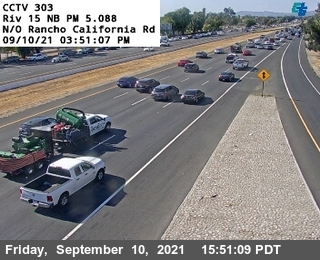 CCTV 303
Riv 15 NB PM 5.088
N/O Rancho California Rd
09/10/21 03:51:07 PM
Friday, September 10, 2021 15:51:09 PDT